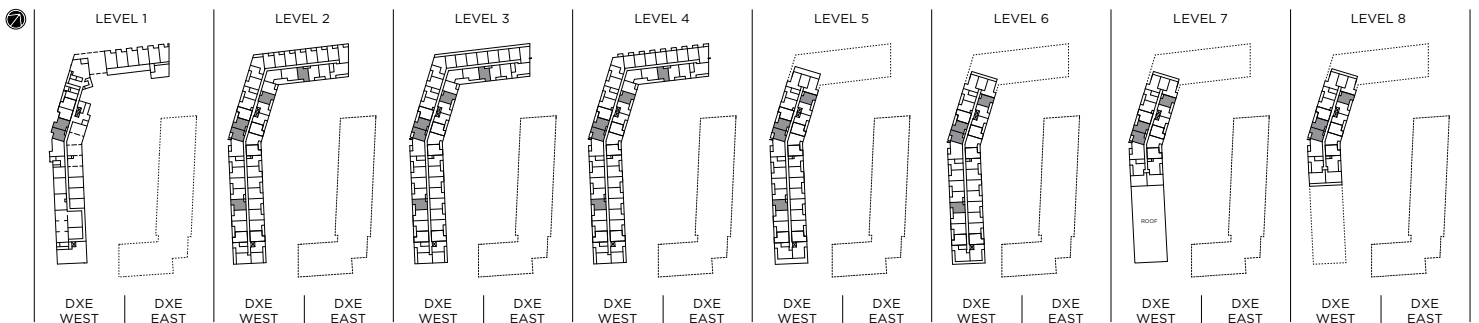 LEVEL 1
LEVEL 2
LEVEL 3
LEVEL 4
LEVEL 5
LEVEL 6
LEVEL 7
LEVEL 8
ROOF
DXE WEST
DXE EAST
DXE WEST
DXE EAST
DXE WEST
DXE EAST
DXE WEST
DXE EAST
DXE WEST
DXE EAST
DXE WEST
DXE EAST
DXE WEST
DXE EAST
DXE WEST
DXE EAST